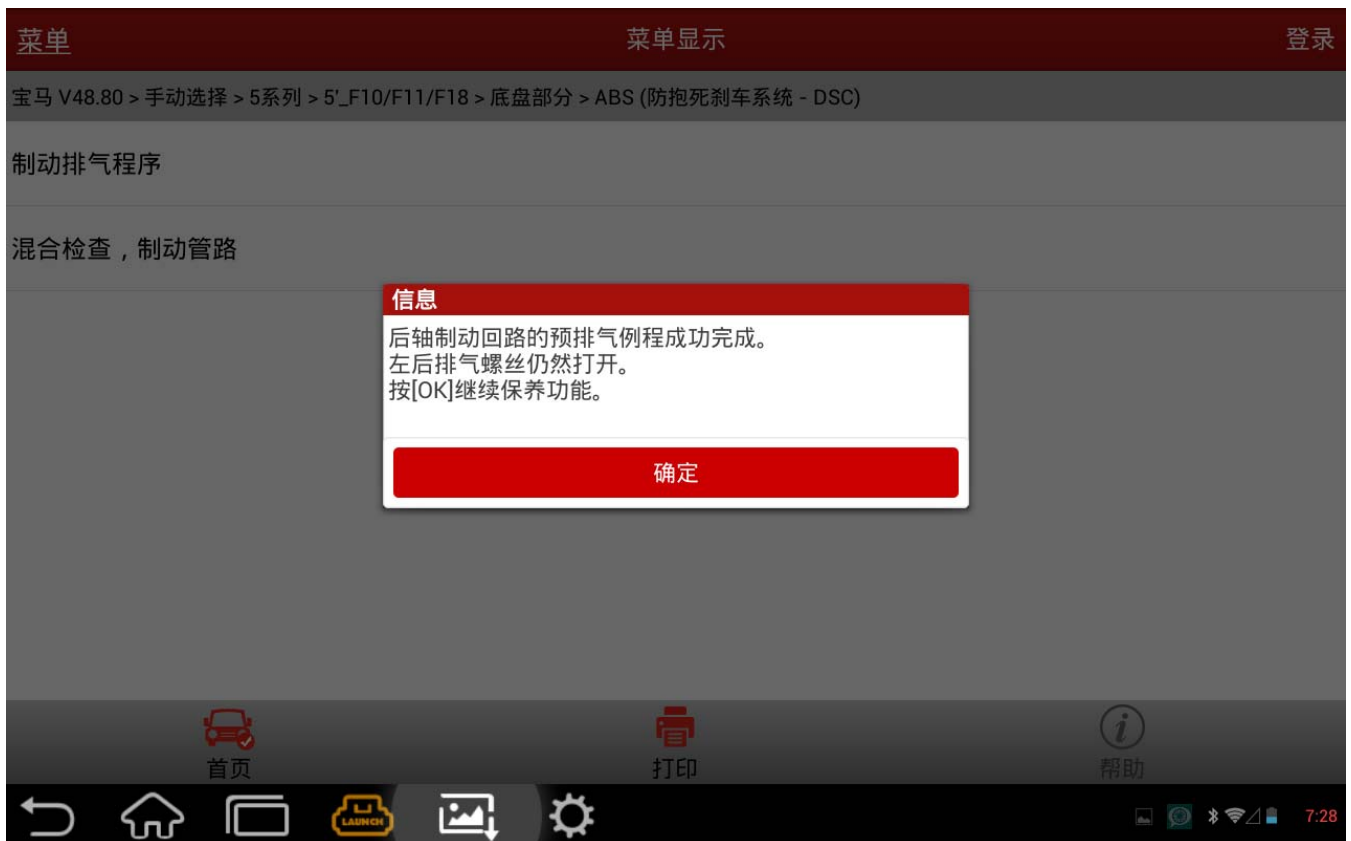 菜单
菜单显示
登录
宝马 V48.80 > 手动选择 > 5系列 > 5'_F10/F11/F18 > 底盘部分 > ABS (防抱死刹车系统 - DSC)
制动排气程序
混合检查，制动管路
信息
后轴制动回路的预排气例程成功完成。
左后排气螺丝仍然打开。
按[OK]继续保养功能。
确定
首页
打印
帮助
LAUNCH
7:28